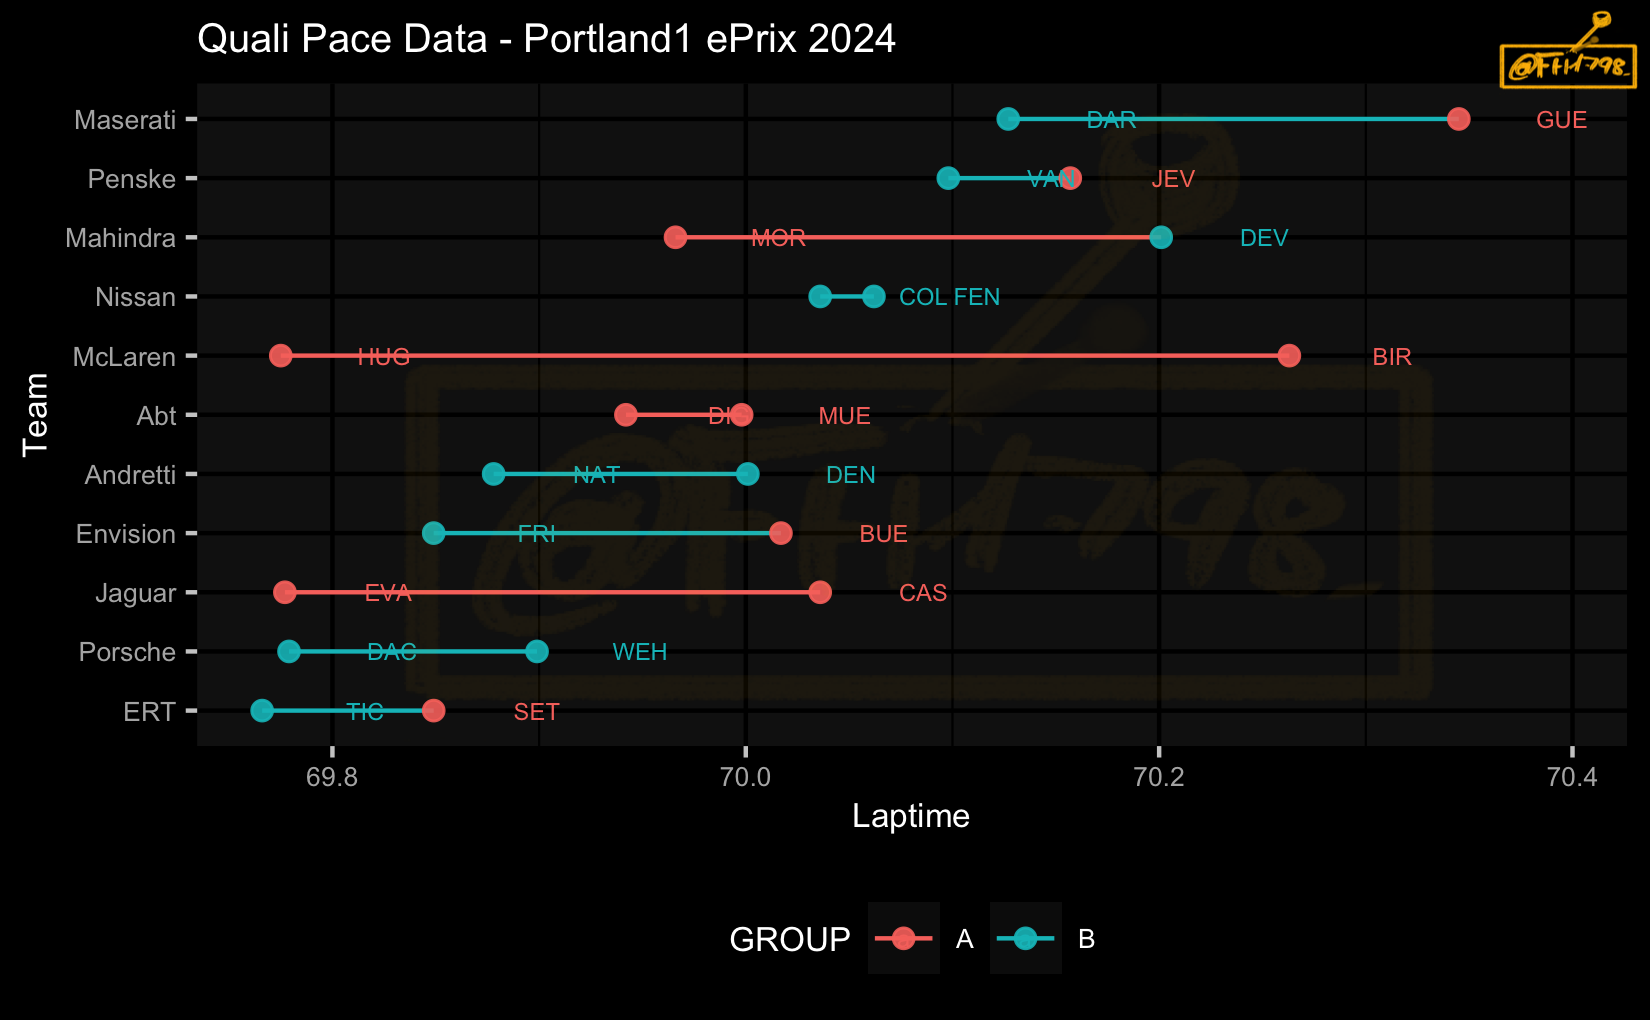 Quali Pace Data - Portland1 ePrix 2024
Maserati DAR GUE
Penske VAN JEV
Mahindra MOR DEV
Nissan COL FEN
McLaren HUG BIR
Abt MUE
Andretti NAT DEN
Envision FRI BUE
Jaguar EVA CAS
Porsche DAC WEH
ERT TIC SET
Team
69.8 70.0 70.2 70.4
Laptime
GROUP A B